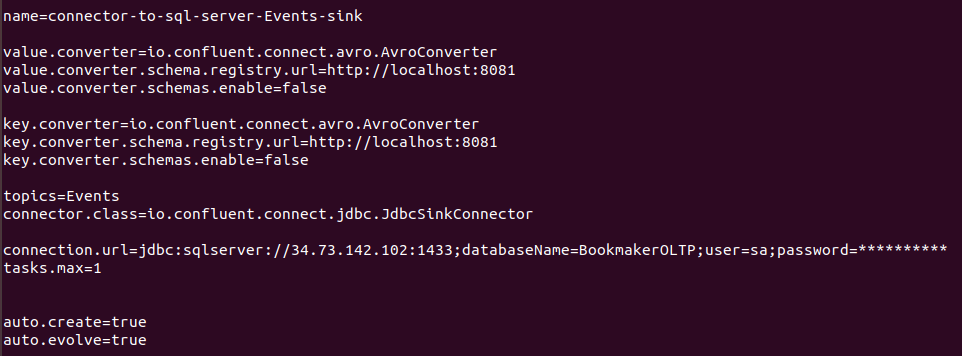 name=connector-to-sql-server-Events-sink
value.converter=io.confluent.connect.avro.AvroConverter
value.converter.schema.registry.url=http://localhost:8081
value.converter.schemas.enable=false
key.converter=io.confluent.connect.avro.AvroConverter
key.converter.schema.registry.url=http://localhost:8081
key.converter.schemas.enable=false
topics=Events
connector.class=io.confluent.connect.jdbc.JdbcSinkConnector
connection.url=jdbc:sqlserver://34.73.142.102:1433;databaseName=BookmakerOLTP;user=sa;password=**********
tasks.max=1
auto.create=true
auto.evolve=true